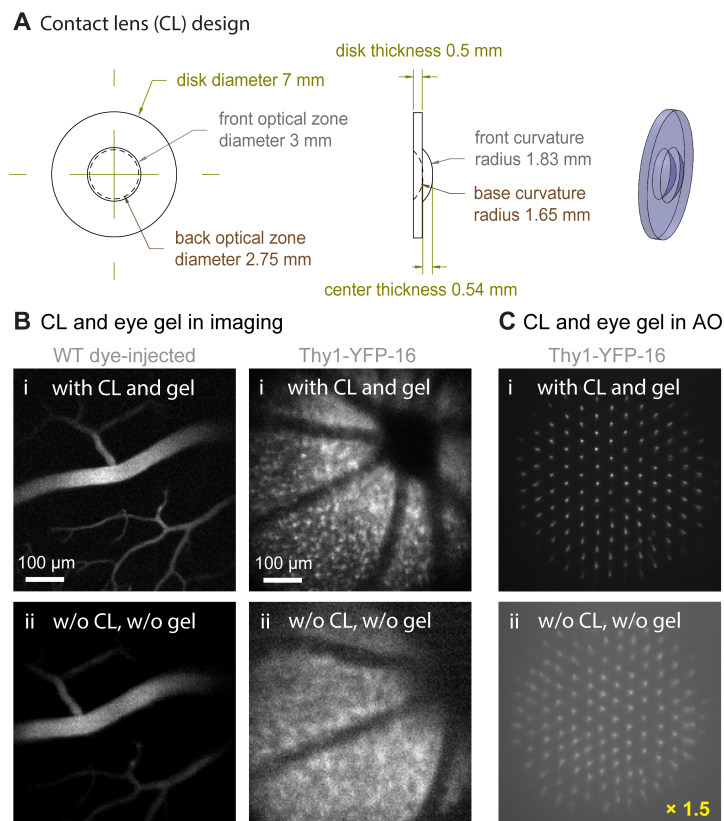 A Contact lens (CL) design
disk thickness 0.5 mm
disk diameter 7 mm
front optical zone
diameter 3 mm
front curvature
radius 1.83 mm
base curvature
radius 1.65 mm
back optical zone
diameter 2.75 mm
center thickness 0.54 mm
B CL and eye gel in imaging
C CL and eye gel in AO
WT dye-injected
Thy1-YFP-16
Thy1-YFP-16
i with CL and gel
100 µm
i with CL and gel
100 µm
i with CL and gel
ii w/o CL, w/o gel
ii w/o CL, w/o gel
ii w/o CL, w/o gel
× 1.5